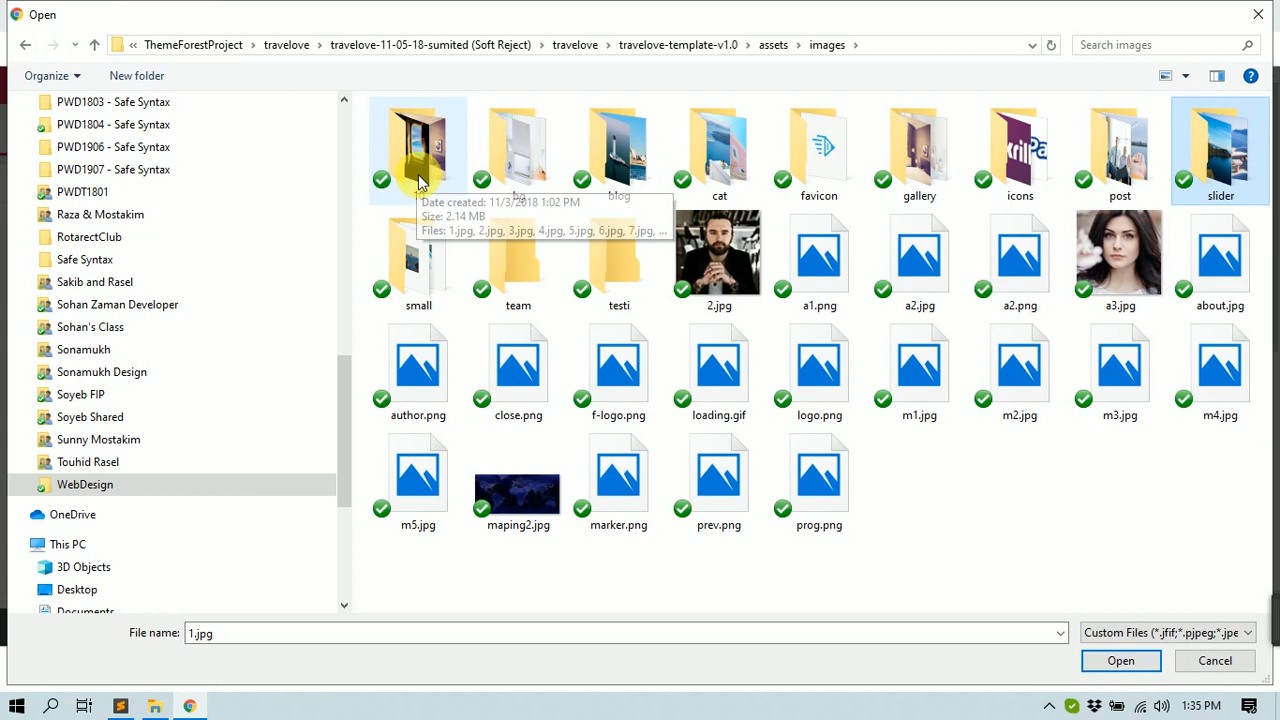 Open
« ThemeForestProject › travelove › travelove-11-05-18-sumited (Soft Reject) › travelove › travelove-template-v1.0 › assets › images ›
Search images
Organize
New folder
PWD1803 - Safe Syntax
PWD1804 - Safe Syntax
PWD1906 - Safe Syntax
PWD1907 - Safe Syntax
PWDT1801
Raza & Mostakim
RotarectClub
Safe Syntax
Sakib and Rasel
Sohan Zaman Developer
Sohan's Class
Sonamukh
Sonamukh Design
Soyeb FIP
Soyeb Shared
Sunny Mostakim
Touhid Rasel
WebDesign
OneDrive
This PC
3D Objects
Desktop
Documents
bg blog cat favicon gallery icons post slider
Date created: 11/3/2018 1:02 PM
Size: 2.14 MB
Files: 1.jpg, 2.jpg, 3.jpg, 4.jpg, 5.jpg, 6.jpg, 7.jpg, ...
small team testi 2.jpg a1.png a2.jpg a2.png a3.jpg about.jpg
author.png close.png f-logo.png loading.gif logo.png m1.jpg m2.jpg m3.jpg m4.jpg
m5.jpg maping2.jpg marker.png prev.png prog.png
File name: 1.jpg
Custom Files (*.jfif;*.pjpeg;*.jpe
Open
Cancel
1:35 PM